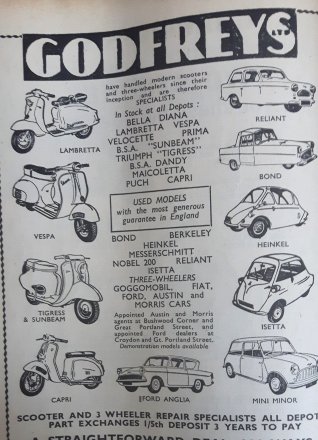 GODFREYS LTD
have handled modern scooters
and three-wheelers since their
inception and are therefore
SPECIALISTS
In Stock at all Depots :
BELLA DIANA
LAMBRETTA VESPA
VELOCETTE PRIMA
B.S.A. "SUNBEAM"
TRIUMPH "TIGRESS"
B.S.A. DANDY
MAICOLETTA
PUCH CAPRI
USED MODELS
with the most generous
guarantee in England
BOND BERKELEY
HEINKEL
MESSERSCHMITT
NOBEL 200 RELIANT
ISETTA
THREE-WHEELERS
GOGGOMOBIL, FIAT,
FORD, AUSTIN and
MORRIS CARS
Appointed Austin and Morris
agents at Bushwood Corner and
Great Portland Street, and
appointed Ford dealers at
Croydon and Gt. Portland Street.
Demonstration models available.
LAMBRETTA
VESPA
TIGRESS
& SUNBEAM
CAPRI
FORD ANGLIA
RELIANT
BOND
HEINKEL
ISETTA
MINI MINOR
SCOOTER AND 3 WHEELER REPAIR SPECIALISTS ALL DEPOT
PART EXCHANGES 1/5th DEPOSIT 3 YEARS TO PAY
A STRAIGHTFORWARD